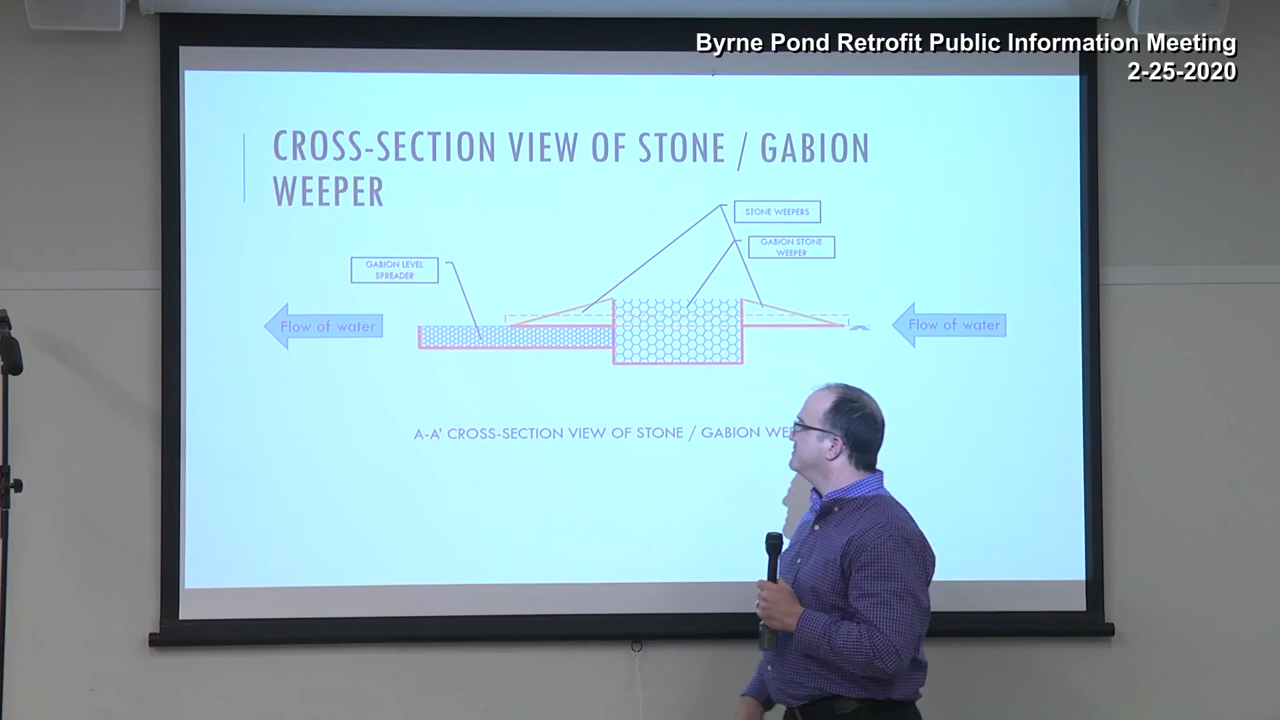 Byrne Pond Retrofit Public Information Meeting
2-25-2020
CROSS-SECTION VIEW OF STONE / GABION
WEEPER
STONE WEEPERS
GABION STONE
WEEPER
GABION LEVEL
SPREADER
Flow of water
Flow of water
A-A' CROSS-SECTION VIEW OF STONE / GABION